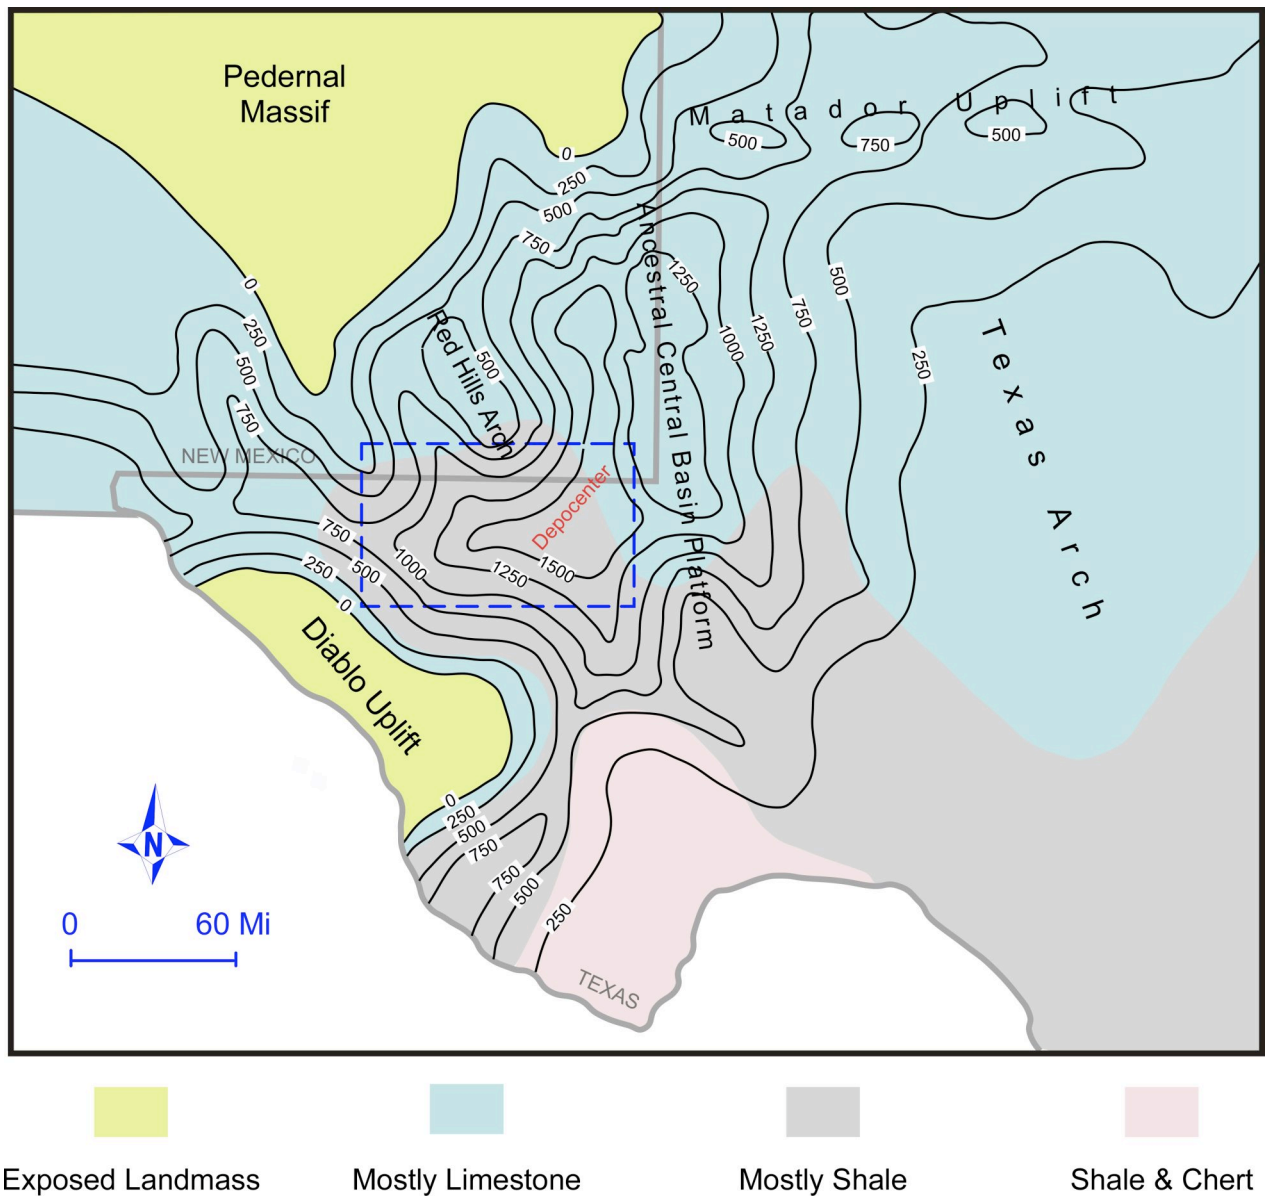 Pedernal
Massif
Matador Uplift
500
750
500
0
250
500
750
Ancestral Central Basin Platform
1250
0
250
500
750
Red Hills Arch
500
1000
1250
750
500
250
Texas Arch
NEW MEXICO
Depocenter
750
1000
500
250
0
1250
1500
Diablo Uplift
0
250
500
750
750
500
250
N
0 60 Mi
TEXAS
Exposed Landmass
Mostly Limestone
Mostly Shale
Shale & Chert